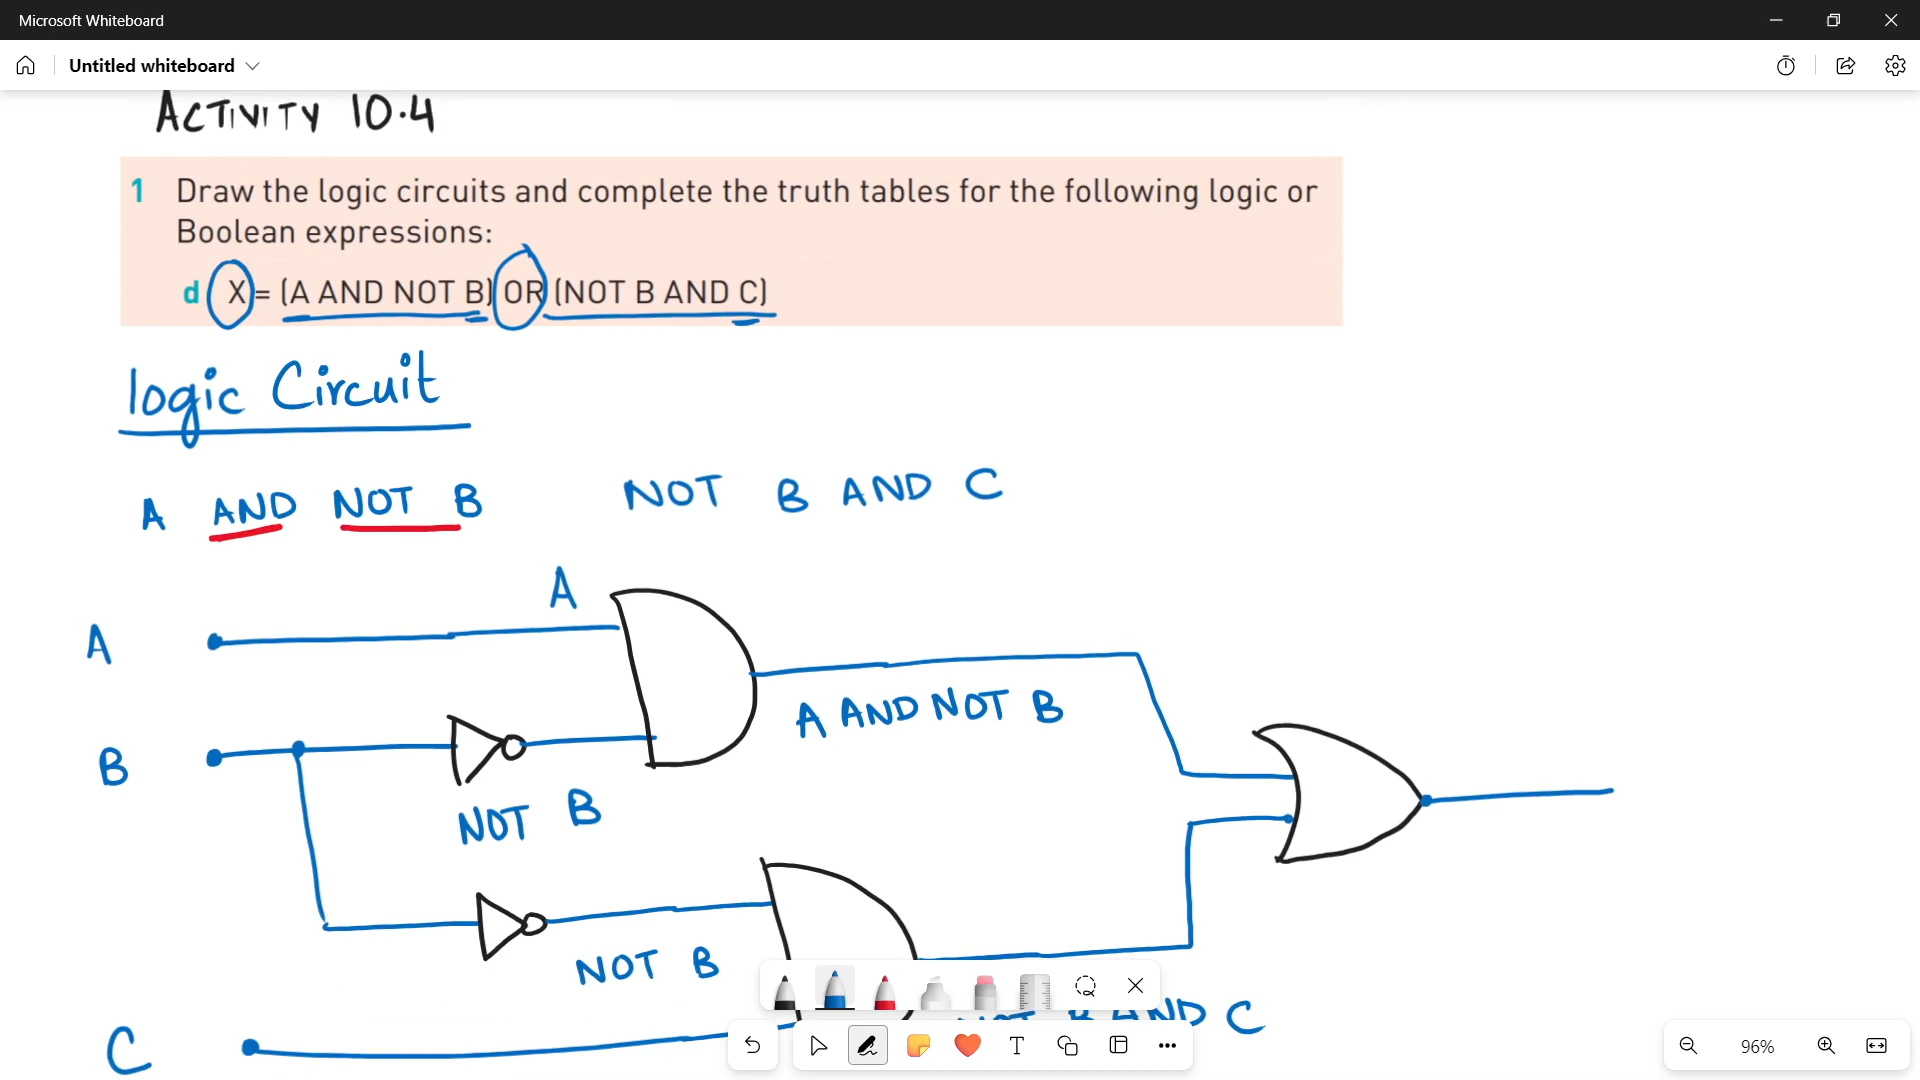 Microsoft Whiteboard
Untitled whiteboard
ACTIVITY 10.4
1 Draw the logic circuits and complete the truth tables for the following logic or
Boolean expressions:
d X = (A AND NOT B) OR (NOT B AND C)
logic Circuit
A AND NOT B NOT B AND C
A
A
A AND NOT B
B
NOT B
NOT B
B AND C
C
96%